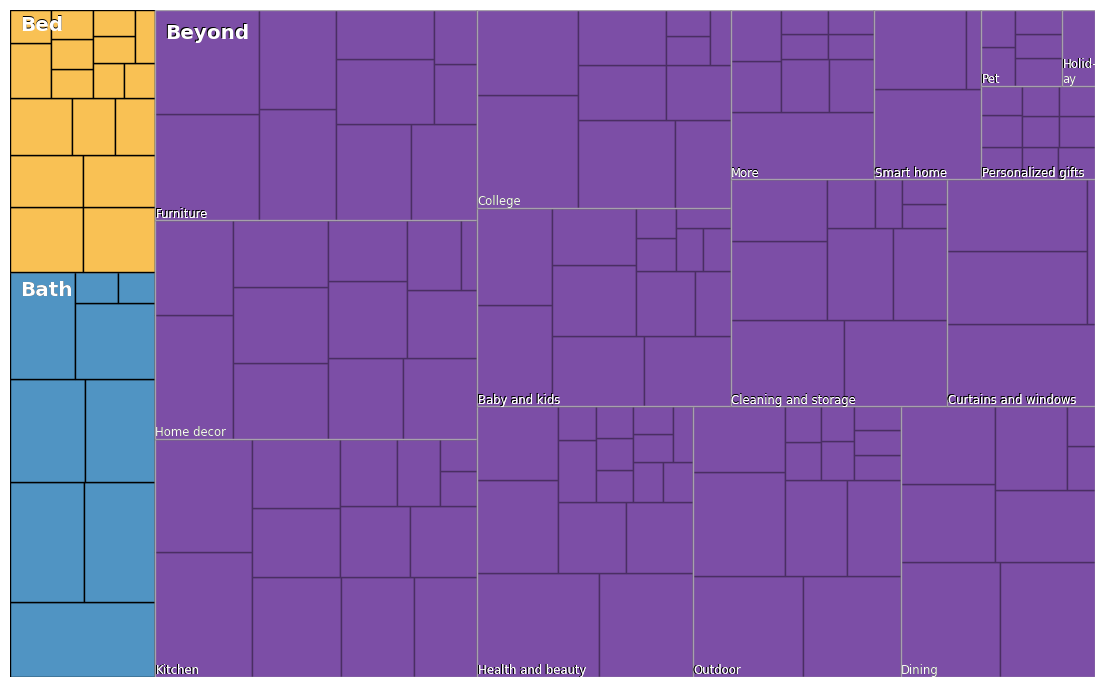 Bed
Beyond
Bath
Furniture
College
More
Smart home
Pet
Holid-
ay
Personalized gifts
Home decor
Baby and kids
Cleaning and storage
Curtains and windows
Kitchen
Health and beauty
Outdoor
Dining